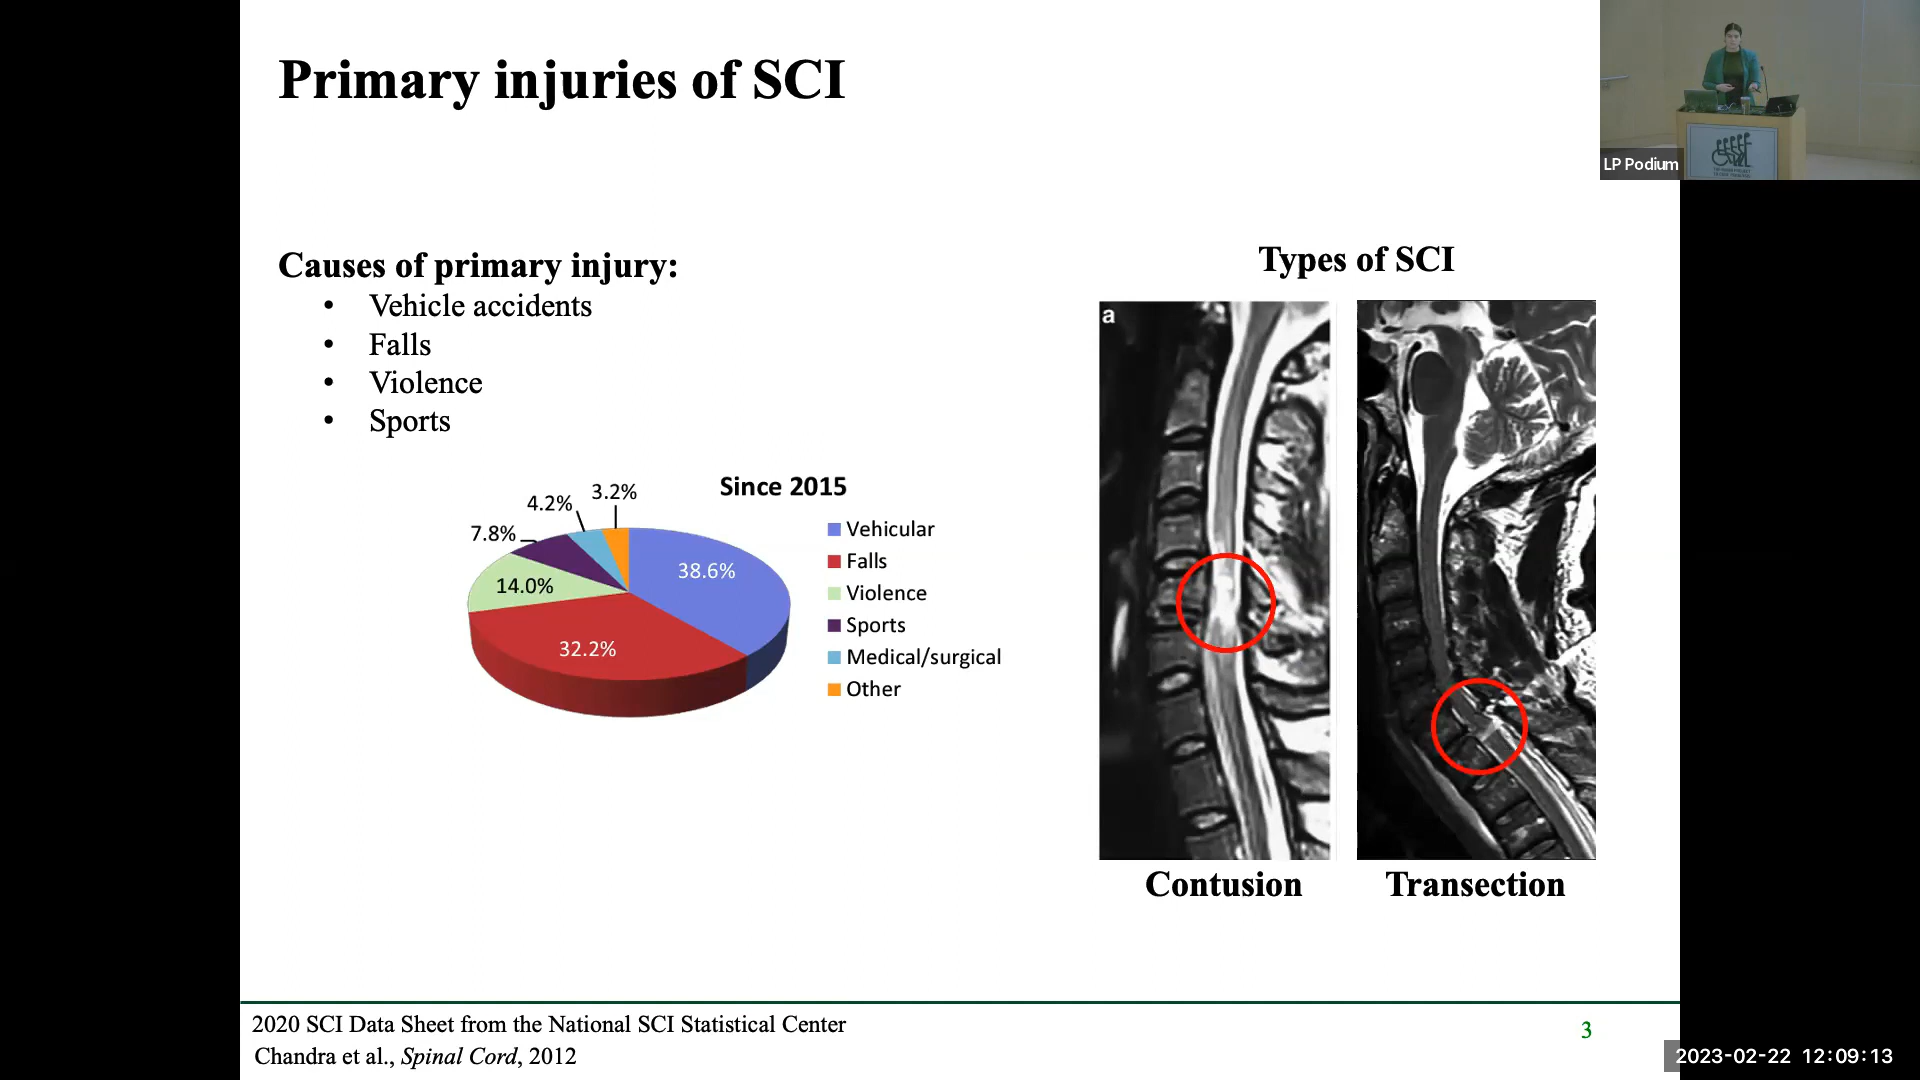 Primary injuries of SCI
LP Podium
Causes of primary injury:
• Vehicle accidents
• Falls
• Violence
• Sports
Since 2015
38.6%
32.2%
14.0%
7.8%
4.2%
3.2%
Vehicular
Falls
Violence
Sports
Medical/surgical
Other
Types of SCI
a
Contusion
Transection
2020 SCI Data Sheet from the National SCI Statistical Center
Chandra et al., Spinal Cord, 2012
3
2023-02-22 12:09:13